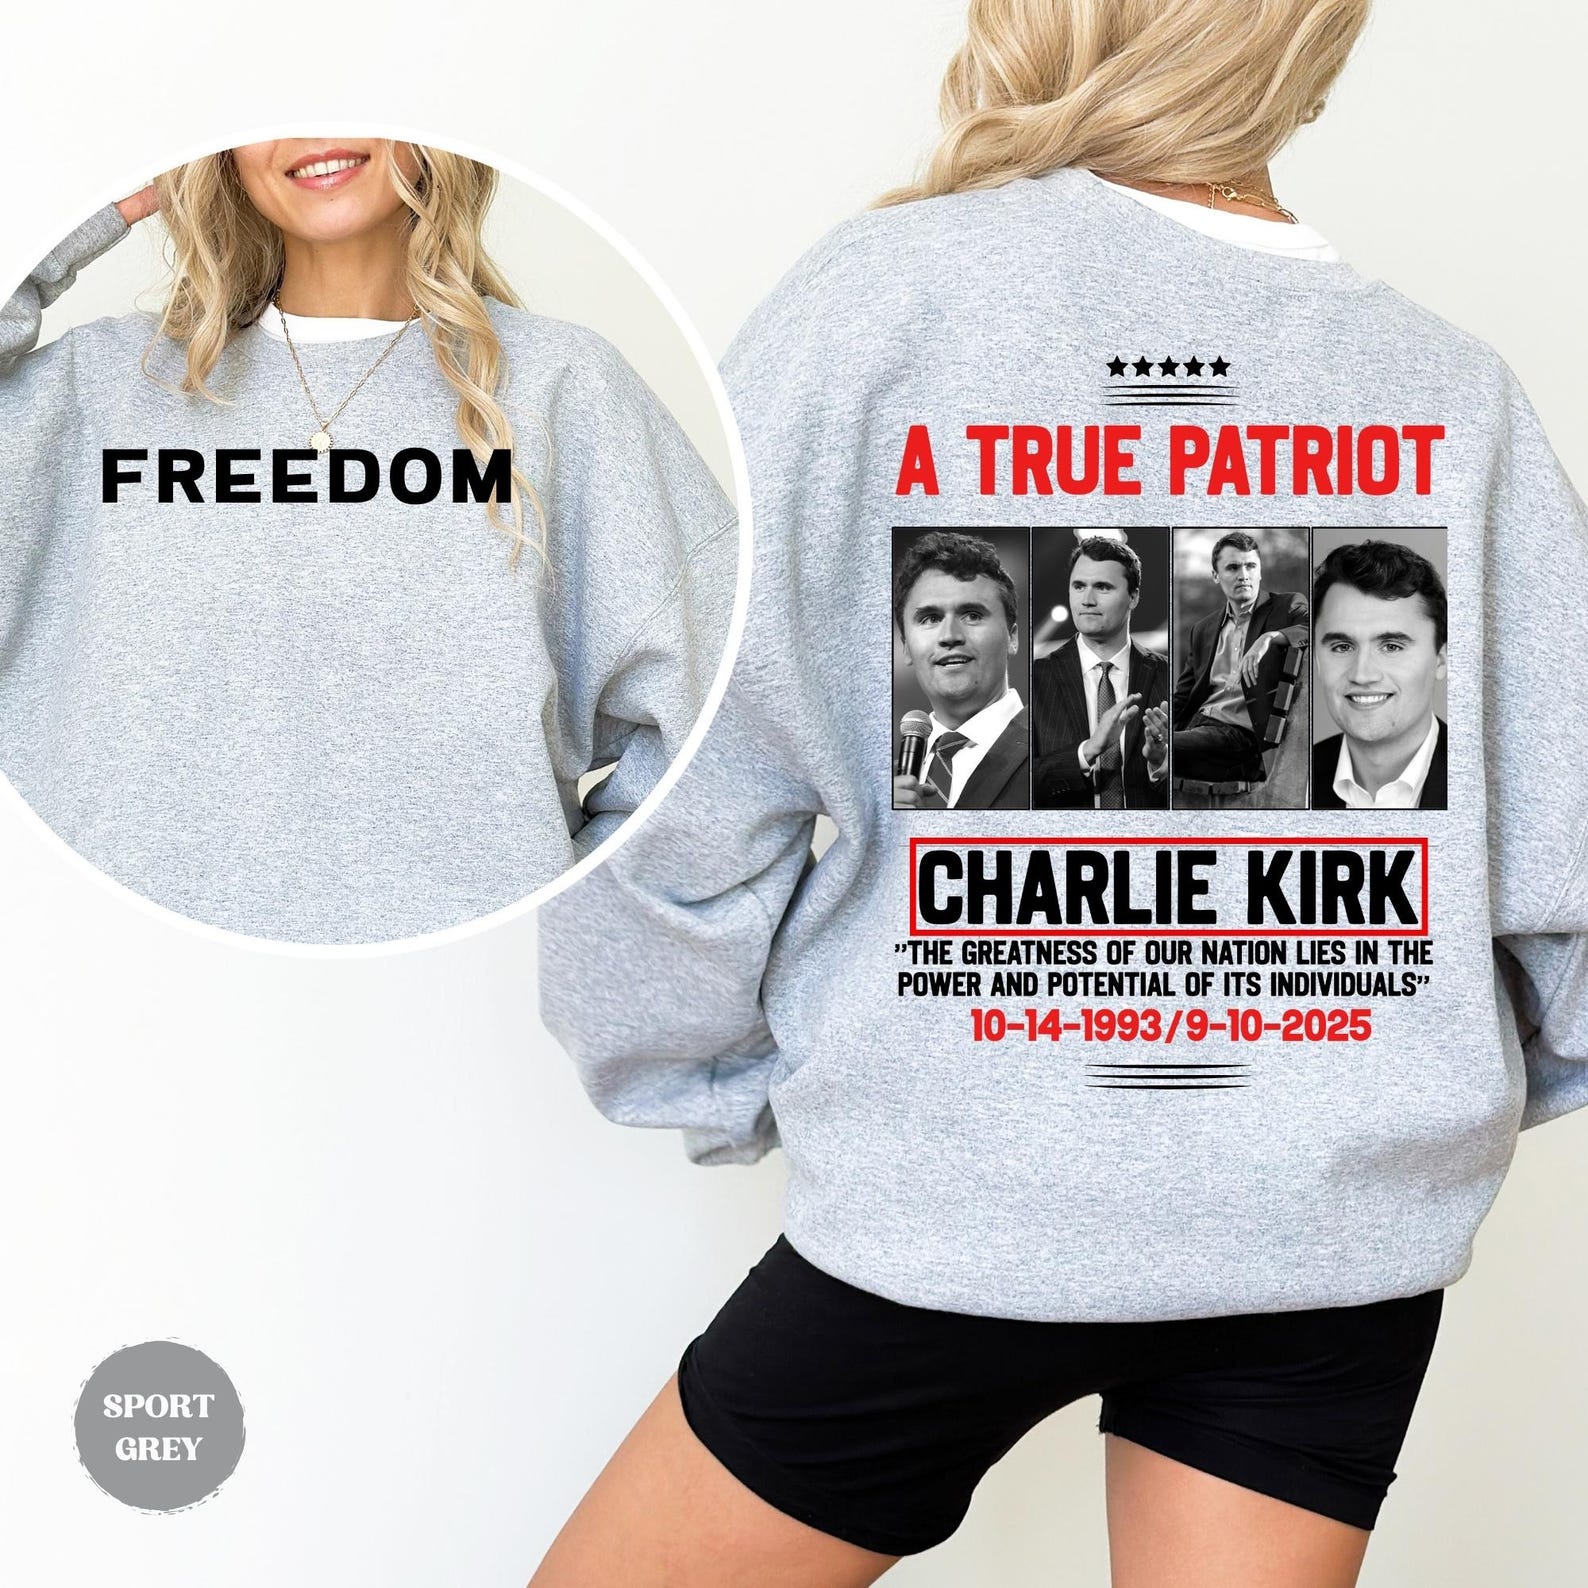 FREEDOM
A TRUE PATRIOT
CHARLIE KIRK
”THE GREATNESS OF OUR NATION LIES IN THE
POWER AND POTENTIAL OF ITS INDIVIDUALS”
10-14-1993/9-10-2025
SPORT
GREY